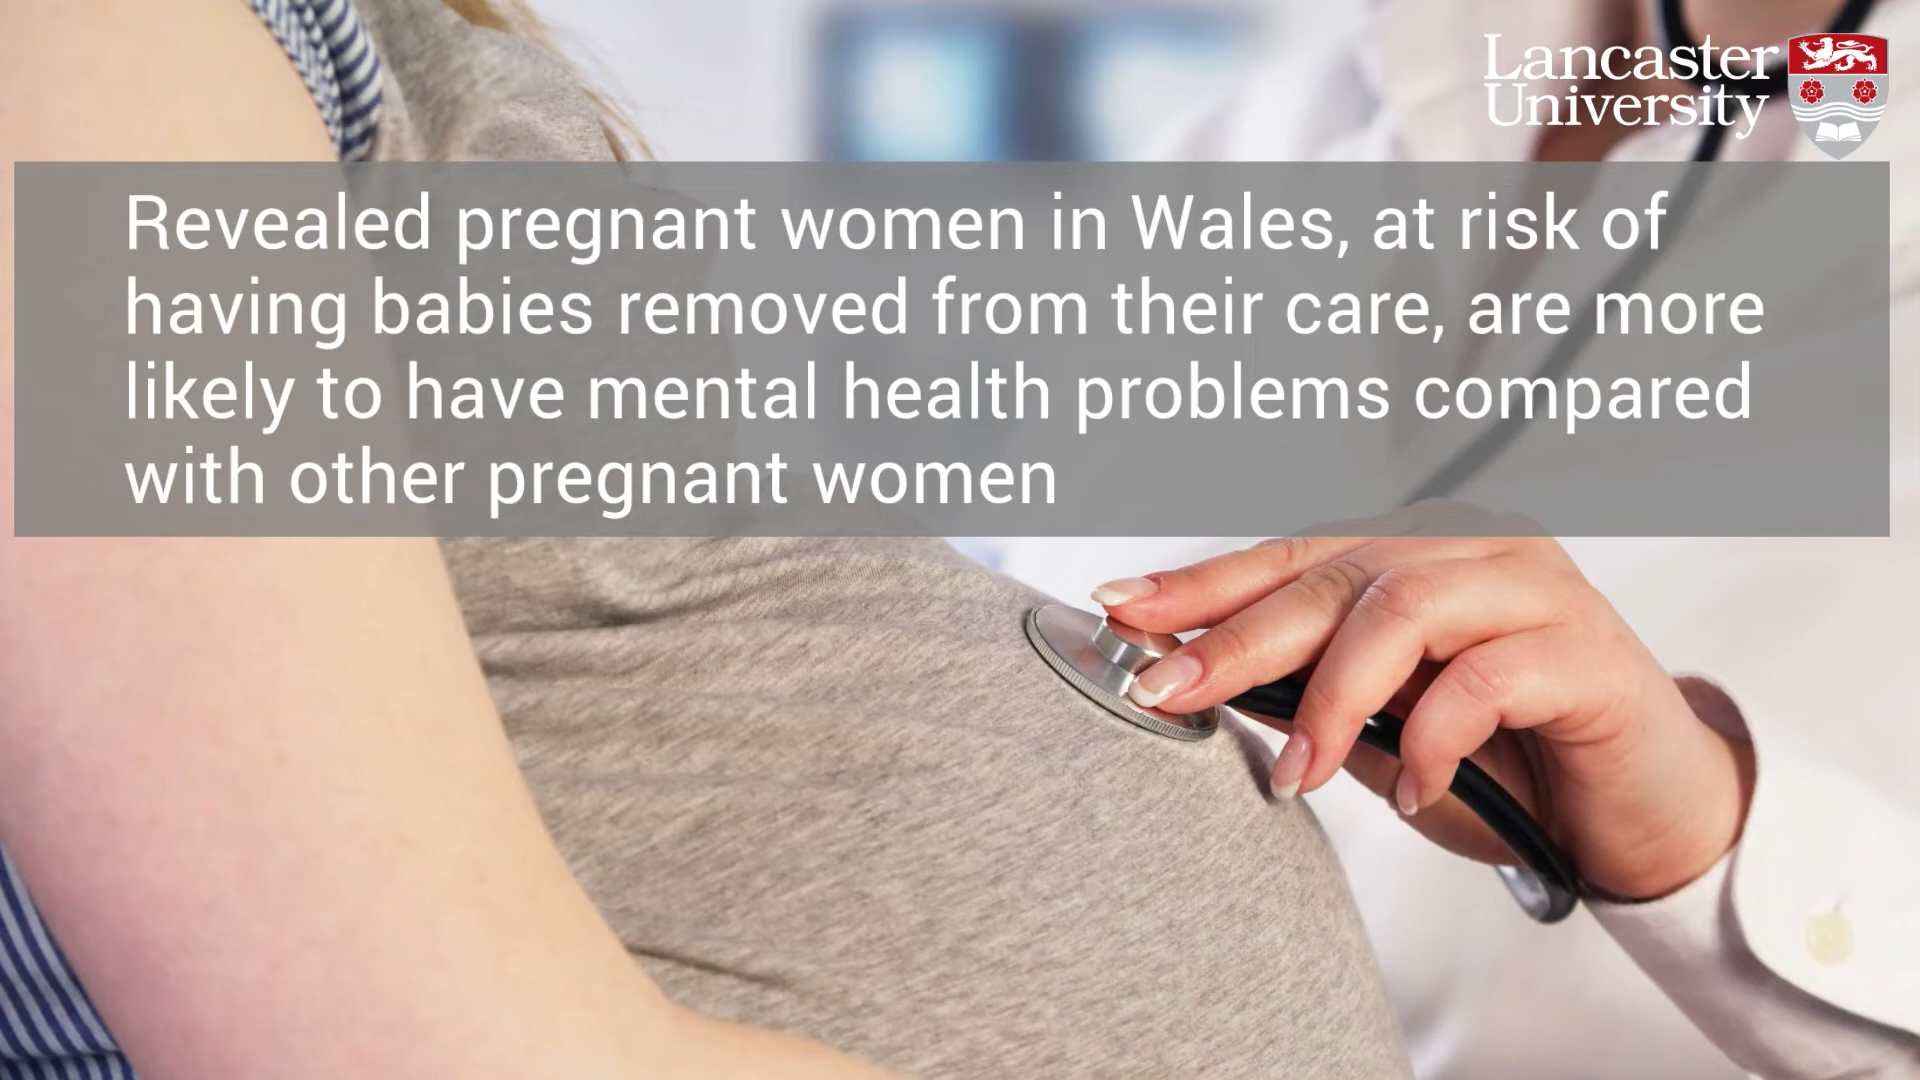 Lancaster
University
Revealed pregnant women in Wales, at risk of
having babies removed from their care, are more
likely to have mental health problems compared
with other pregnant women